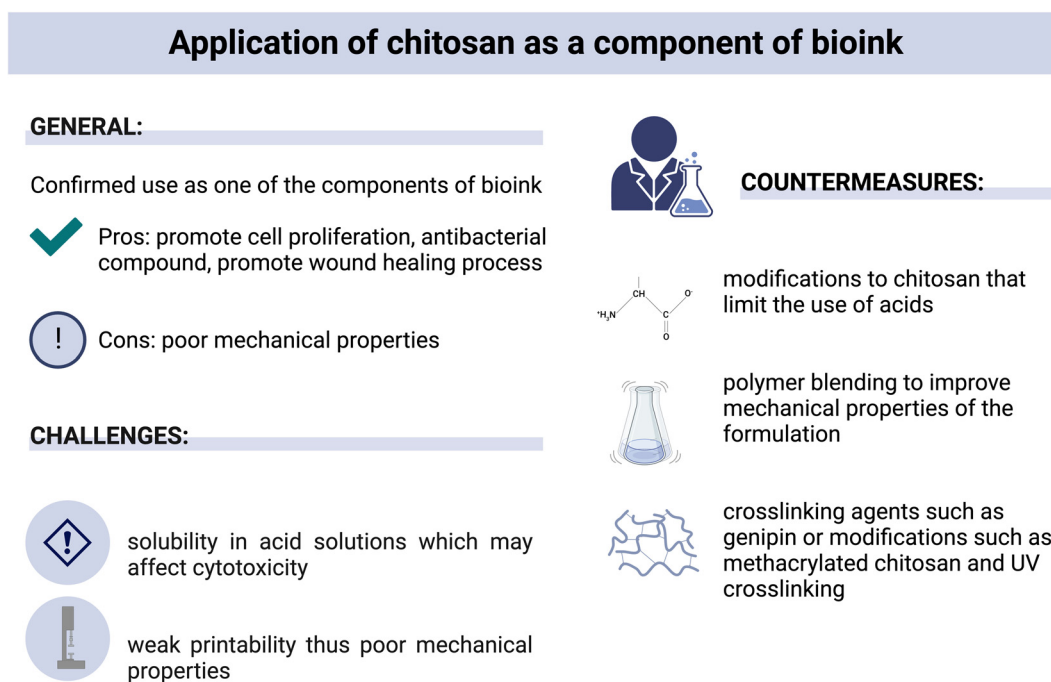 Application of chitosan as a component of bioink
GENERAL:
Confirmed use as one of the components of bioink
Pros: promote cell proliferation, antibacterial
compound, promote wound healing process
!
Cons: poor mechanical properties
CHALLENGES:
!
solubility in acid solutions which may
affect cytotoxicity
weak printability thus poor mechanical
properties
COUNTERMEASURES:
CH
O⁻
⁺H₃N
C
O
modifications to chitosan that
limit the use of acids
polymer blending to improve
mechanical properties of the
formulation
crosslinking agents such as
genipin or modifications such as
methacrylated chitosan and UV
crosslinking